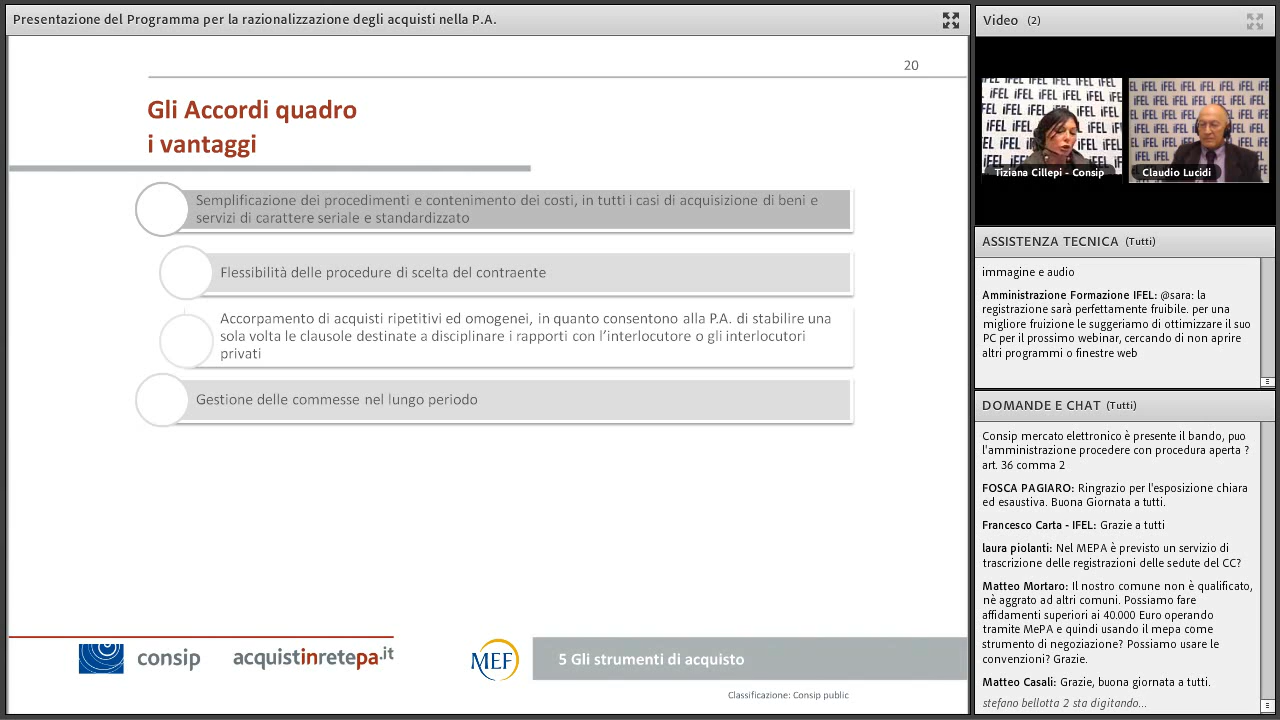 Presentazione del Programma per la razionalizzazione degli acquisti nella P.A.
20
Gli Accordi quadro
i vantaggi
Semplificazione dei procedimenti e contenimento dei costi, in tutti i casi di acquisizione di beni e
servizi di carattere seriale e standardizzato
Flessibilità delle procedure di scelta del contraente
Accorpamento di acquisti ripetitivi ed omogenei, in quanto consentono alla P.A. di stabilire una
sola volta le clausole destinate a disciplinare i rapporti con l'interlocutore o gli interlocutori
privati
Gestione delle commesse nel lungo periodo
consip
acquistinretepa.it
MEF
5 Gli strumenti di acquisto
Classificazione: Consip public
Video (2)
iFEL iFEL iFEL
Tiziana Cillepi - Consip
Claudio Lucidi
ASSISTENZA TECNICA (Tutti)
immagine e audio
Amministrazione Formazione IFEL: @sara: la
registrazione sarà perfettamente fruibile. per una
migliore fruizione le suggeriamo di ottimizzare il suo
PC per il prossimo webinar, cercando di non aprire
altri programmi o finestre web
DOMANDE E CHAT (Tutti)
Consip mercato elettronico è presente il bando, puo
l'amministrazione procedere con procedura aperta ?
art. 36 comma 2
FOSCA PAGIARO: Ringrazio per l'esposizione chiara
ed esaustiva. Buona Giornata a tutti.
Francesco Carta - IFEL: Grazie a tutti
laura piolanti: Nel MEPA è previsto un servizio di
trascrizione delle registrazioni delle sedute del CC?
Matteo Mortaro: Il nostro comune non è qualificato,
nè aggrato ad altri comuni. Possiamo fare
affidamenti superiori ai 40.000 Euro operando
tramite MePA e quindi usando il mepa come
strumento di negoziazione? Possiamo usare le
convenzioni? Grazie.
Matteo Casali: Grazie, buona giornata a tutti.
stefano bellotta 2 sta digitando...